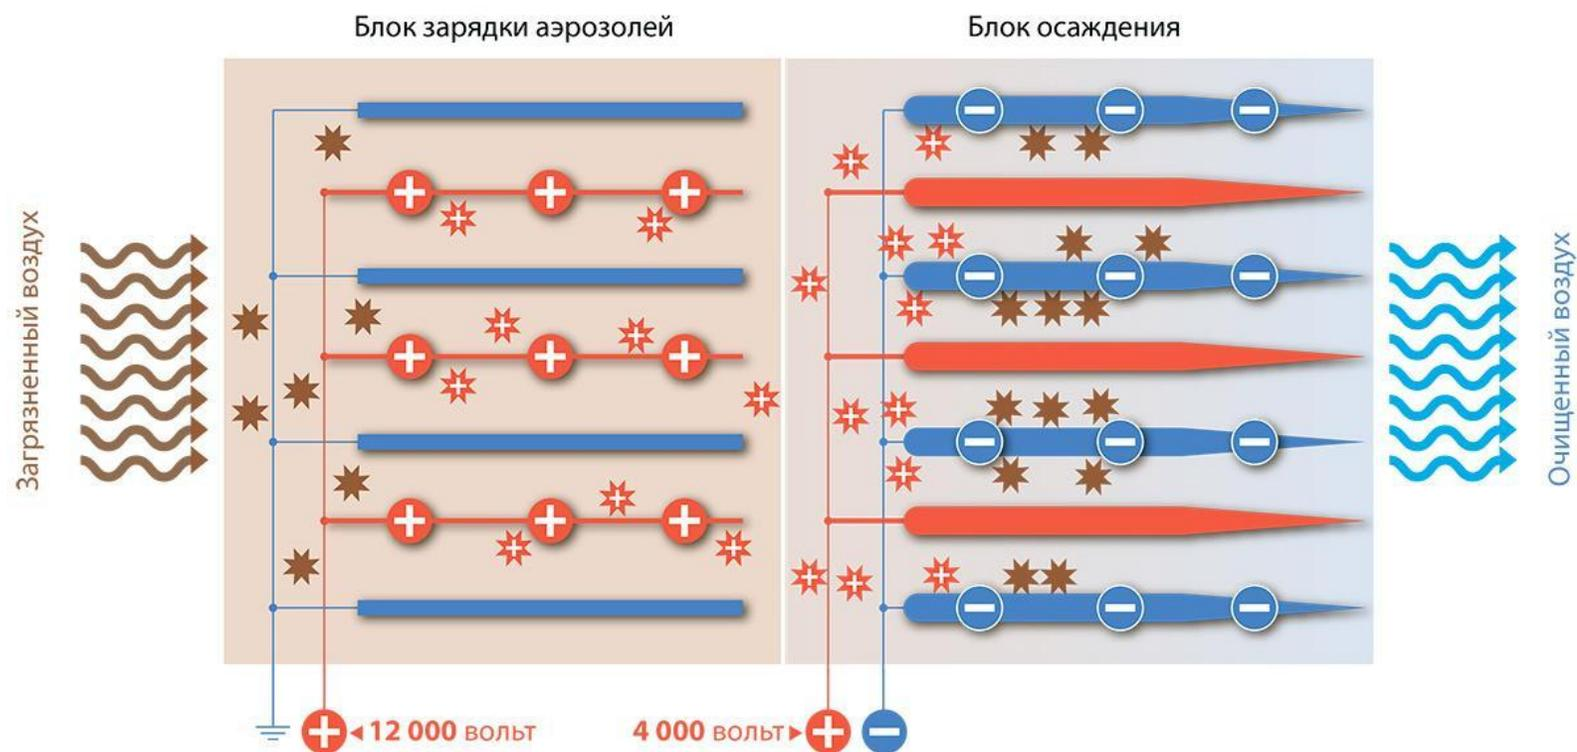 Блок зарядки аэрозолей
Блок осаждения
Загрязненный воздух
Очищенный воздух
12 000 вольт
4 000 вольт